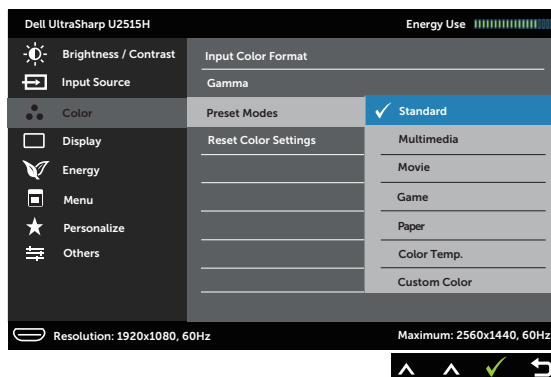 Dell UltraSharp U2515H
Energy Use
Brightness / Contrast
Input Source
Color
Display
Energy
Menu
Personalize
Others
Input Color Format
Gamma
Preset Modes
Reset Color Settings
Standard
Multimedia
Movie
Game
Paper
Color Temp.
Custom Color
Resolution: 1920x1080, 60Hz
Maximum: 2560x1440, 60Hz